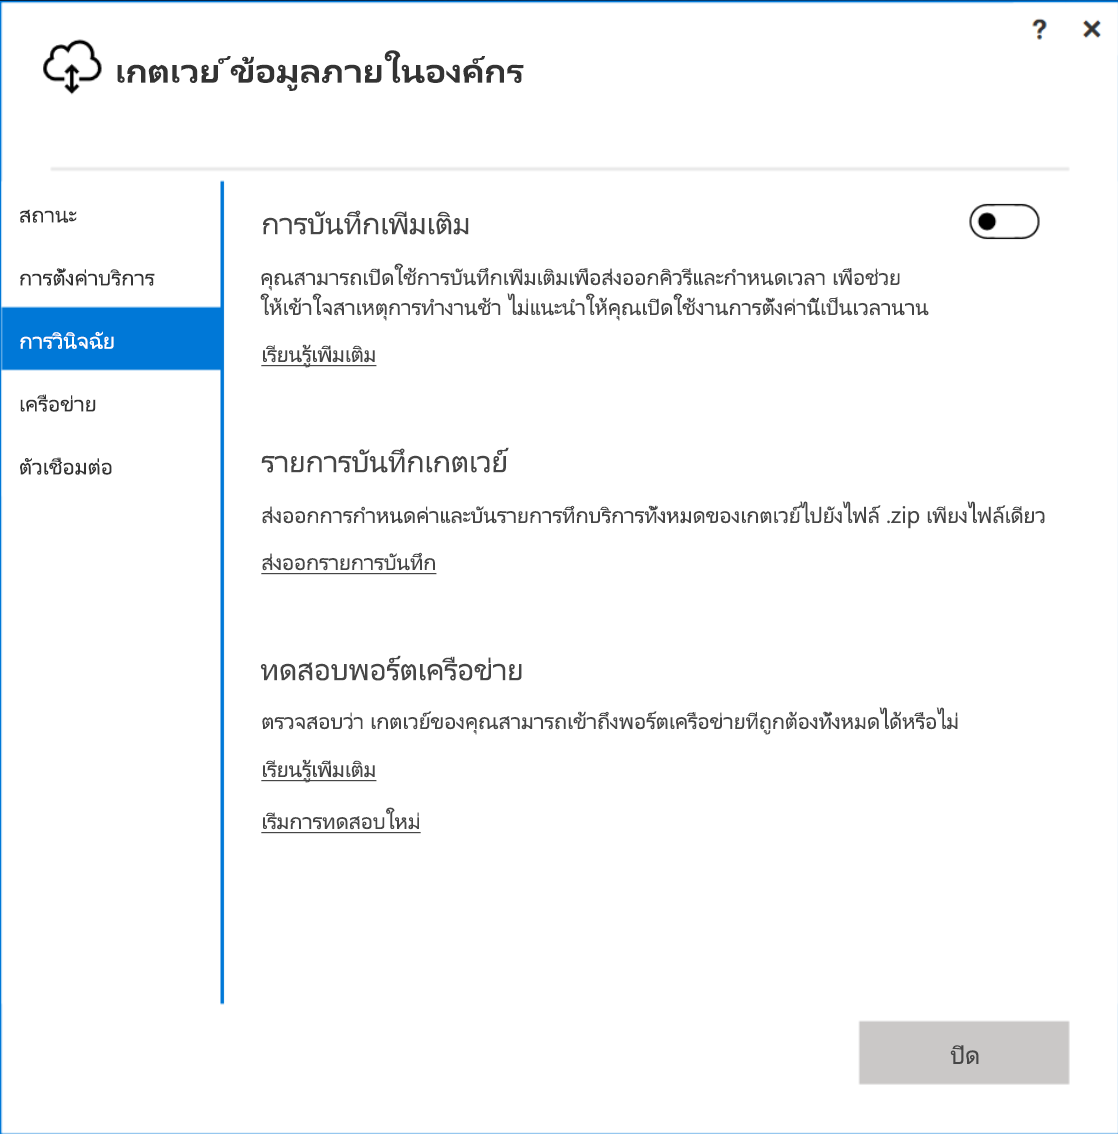 ?
เกตเวย์ ข้อมูลภายในองค์กร
สถานะ
การตั้งค่าบริการ
การวินิจฉัย
เครือข่าย
ตัวเชื่อมต่อ
การบันทึกเพิ่มเติม
คุณสามารถเปิดใช้การบันทึกเพิ่มเติมเพื่อส่งออกคิวรีและกำหนดเวลา เพื่อช่วย
ให้เข้าใจสาเหตุการทำงานช้า ไม่แนะนำให้คุณเปิดใช้งานการตั้งค่านี้เป็นเวลานาน
เรียนรู้เพิ่มเติม
รายการบันทึกเกตเวย์
ส่งออกการกำหนดค่าและบันรายการทึกบริการทั้งหมดของเกตเวย์ไปยังไฟล์ .zip เพียงไฟล์เดียว
ส่งออกรายการบันทึก
ทดสอบพอร์ตเครือข่าย
ตรวจสอบว่า เกตเวย์ของคุณสามารถเข้าถึงพอร์ตเครือข่ายที่ถูกต้องทั้งหมดได้หรือไม่
เรียนรู้เพิ่มเติม
เริ่มการทดสอบใหม่
ปิด